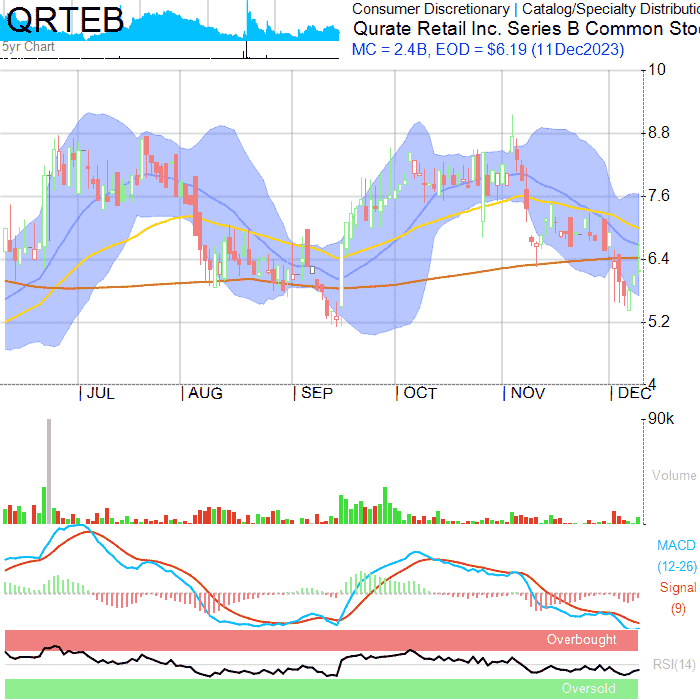 QRTEB
5yr Chart
Consumer Discretionary | Catalog/Specialty Distributio
Qurate Retail Inc. Series B Common Sto
MC = 2.4B, EOD = $6.19 (11Dec2023)
10
8.8
7.6
6.4
5.2
4
JUL AUG SEP OCT NOV DEC
90k
Volume
MACD
(12-26)
Signal
(9)
Overbought
RSI(14)
Oversold